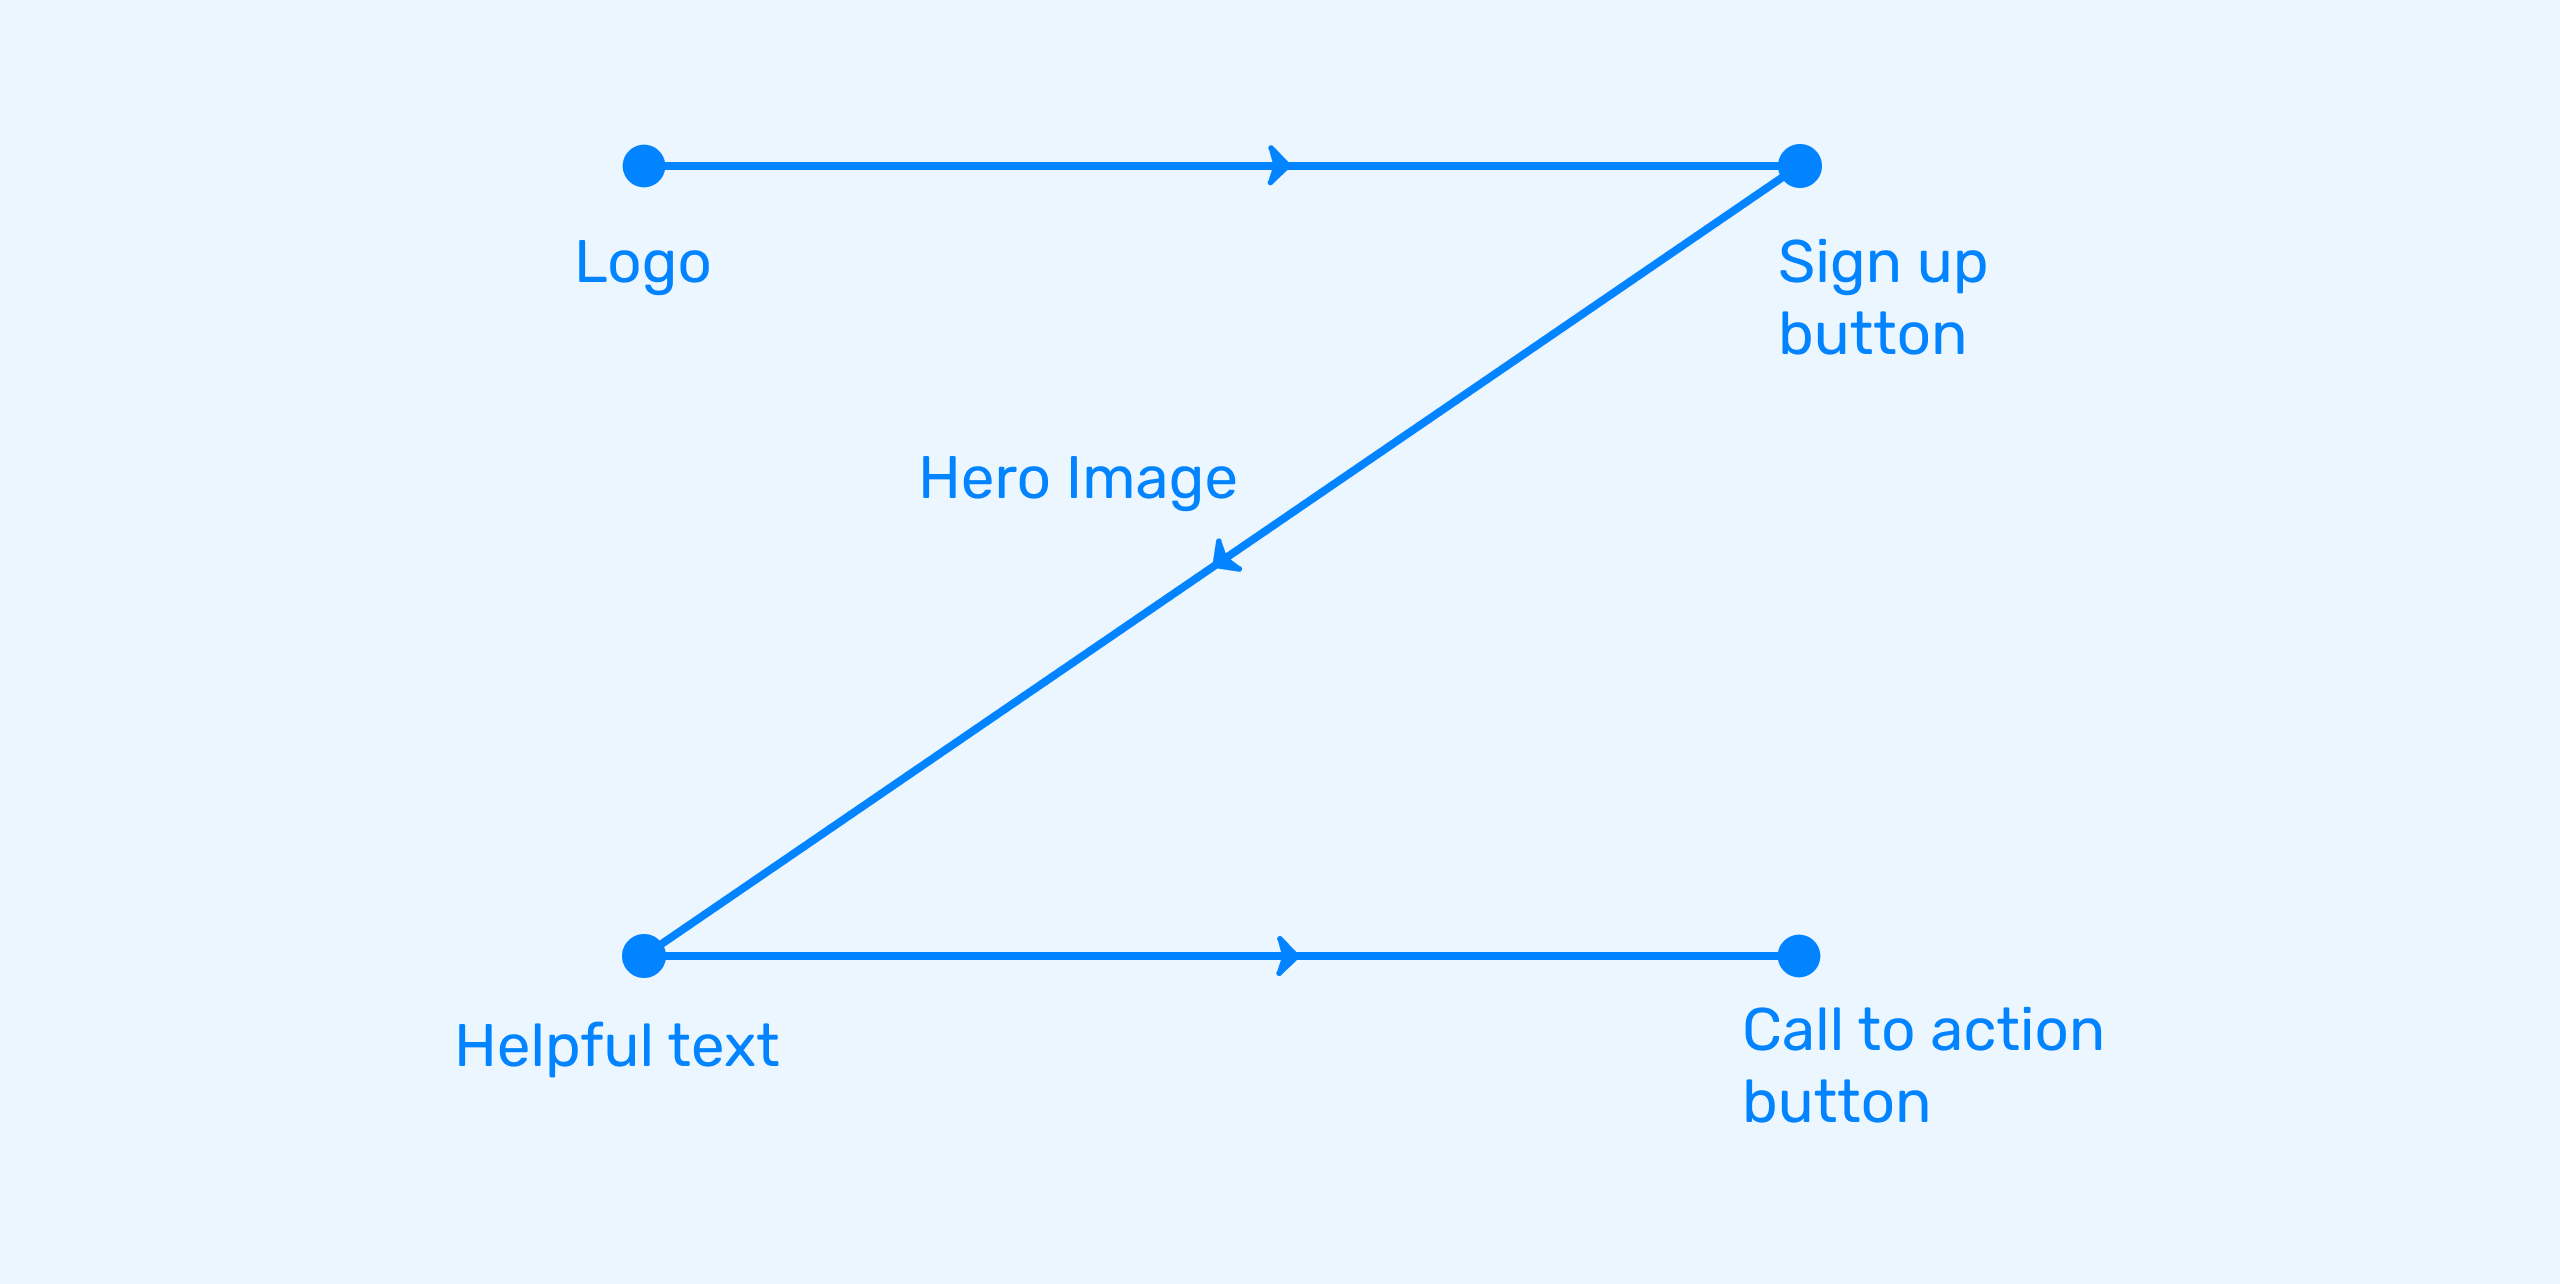 Logo
Sign up
button
Hero Image
Helpful text
Call to action
button